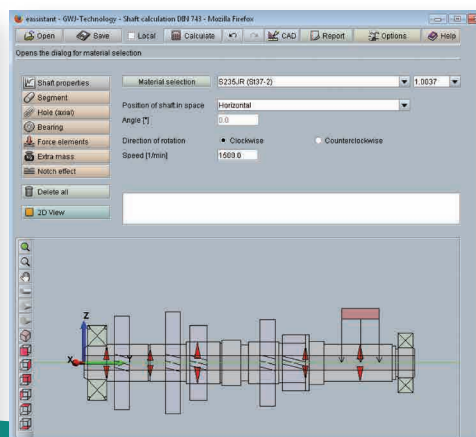 eassistant - GWJ-Technology - Shaft calculation DIN 743 - Mozilla Firefox
Open Save Local Calculate CAD Report Options Help
Opens the dialog for material selection
Shaft properties
Segment
Hole (axial)
Bearing
Force elements
Extra mass
Notch effect
Delete all
2D View
Material selection S235JR (St37-2) 1.0037
Position of shaft in space Horizontal
Angle [°] 0.0
Direction of rotation Clockwise Counterclockwise
Speed [1/min] 1500.0
Z
X Y